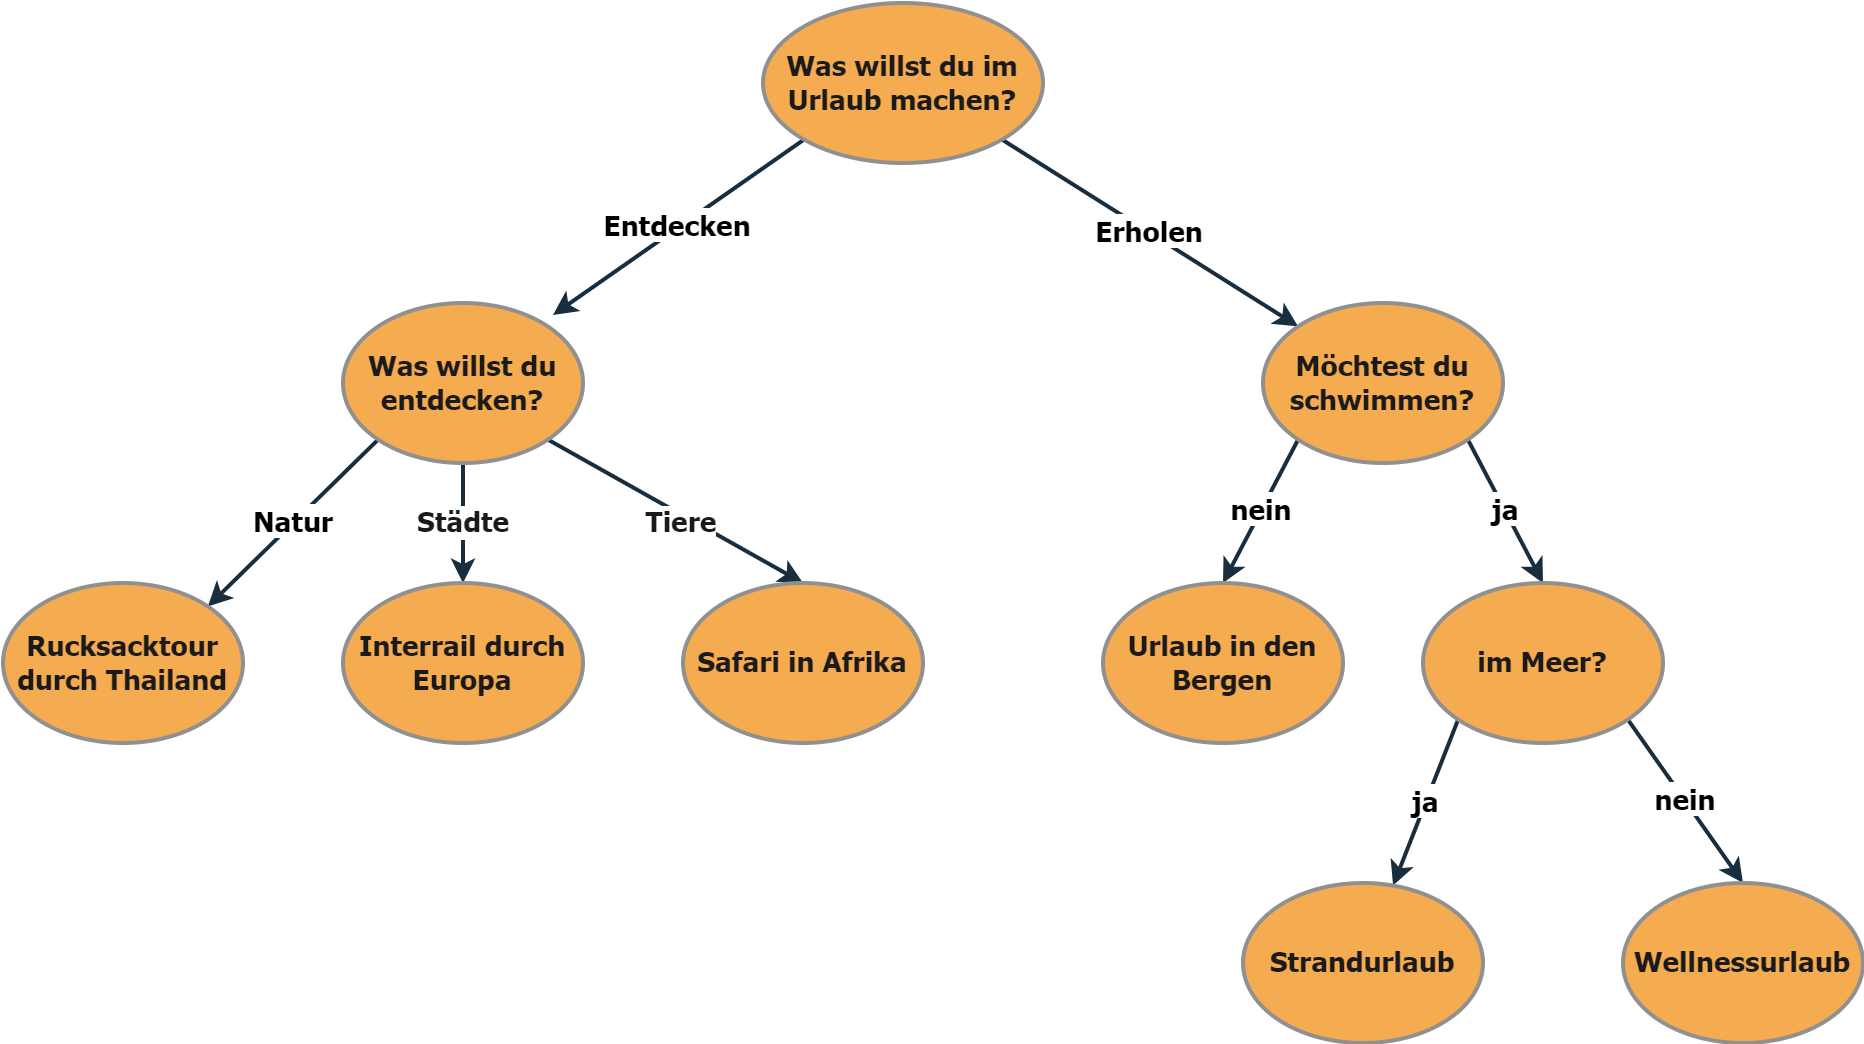 Was willst du im
Urlaub machen?
Entdecken
Erholen
Was willst du
entdecken?
Möchtest du
schwimmen?
Natur
Städte
Tiere
nein
ja
Rucksacktour
durch Thailand
Interrail durch
Europa
Safari in Afrika
Urlaub in den
Bergen
im Meer?
ja
nein
Strandurlaub
Wellnessurlaub